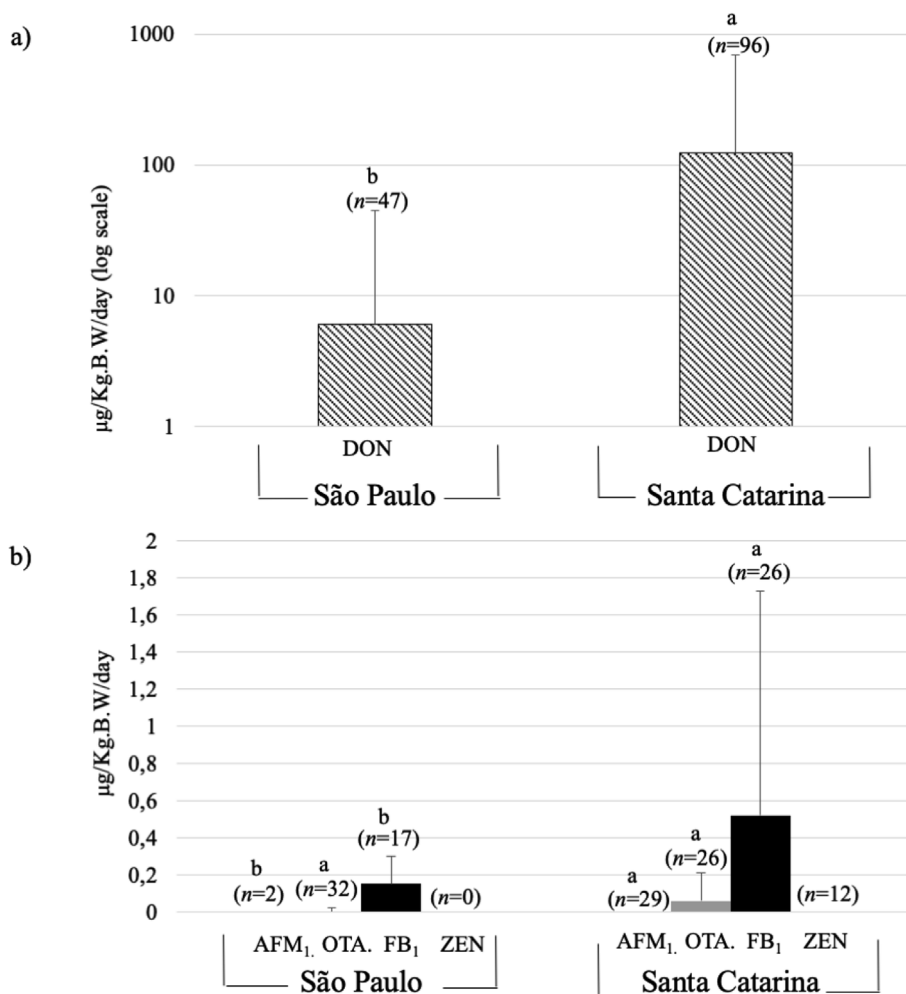 a)
µg/Kg.B.W/day (log scale)
1000
100
10
1
b
(n=47)
a
(n=96)
DON
DON
São Paulo
Santa Catarina
b)
µg/Kg.B.W/day
2
1,8
1,6
1,4
1,2
1
0,8
0,6
0,4
0,2
0
b
(n=2)
a
(n=32)
b
(n=17)
(n=0)
a
(n=29)
a
(n=26)
a
(n=26)
(n=12)
AFM₁. OTA. FB₁ ZEN
AFM₁. OTA. FB₁ ZEN
São Paulo
Santa Catarina